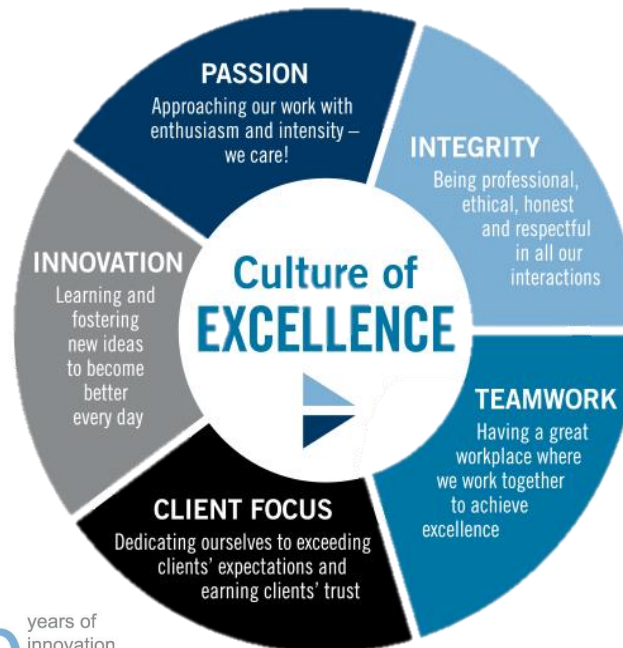 PASSION
Approaching our work with
enthusiasm and intensity –
we care!
INTEGRITY
Being professional,
ethical, honest
and respectful
in all our
interactions
TEAMWORK
Having a great
workplace where
we work together
to achieve
excellence
CLIENT FOCUS
Dedicating ourselves to exceeding
clients’ expectations and
earning clients’ trust
INNOVATION
Learning and
fostering
new ideas
to become
better
every day
Culture of
EXCELLENCE
years of
innovation